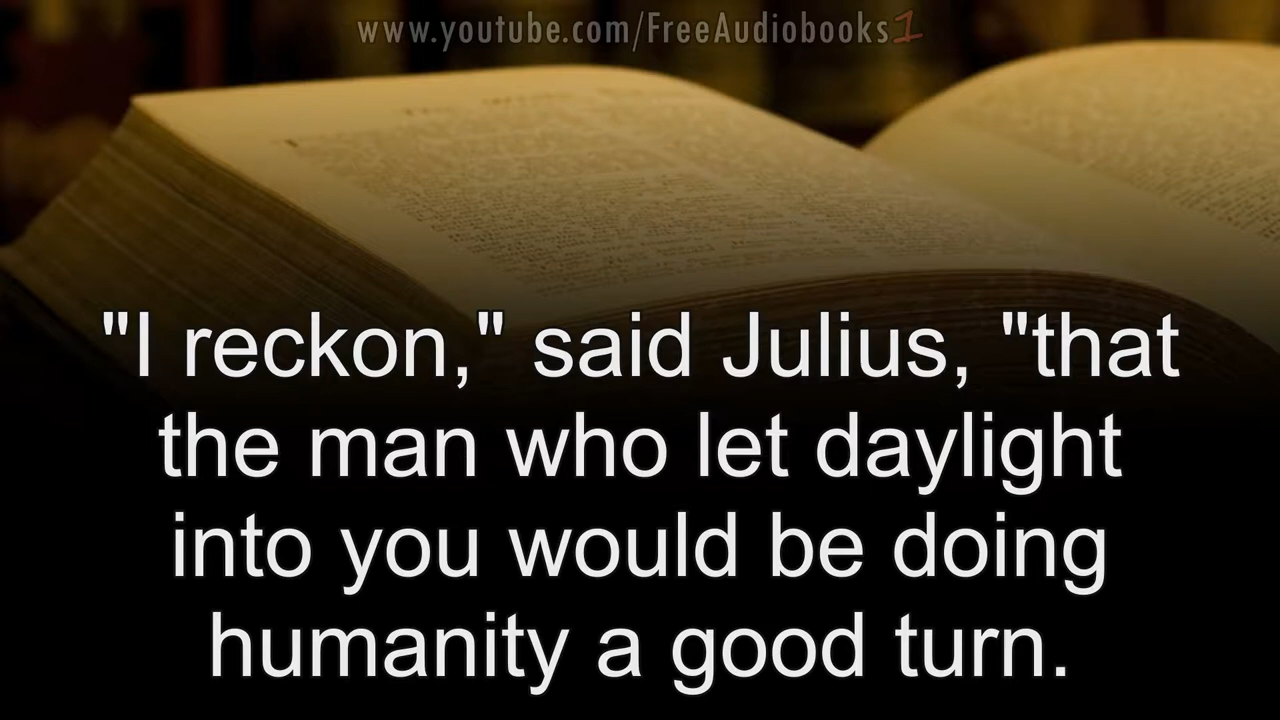 www.youtube.com/FreeAudiobooks1
"I reckon," said Julius, "that
the man who let daylight
into you would be doing
humanity a good turn.